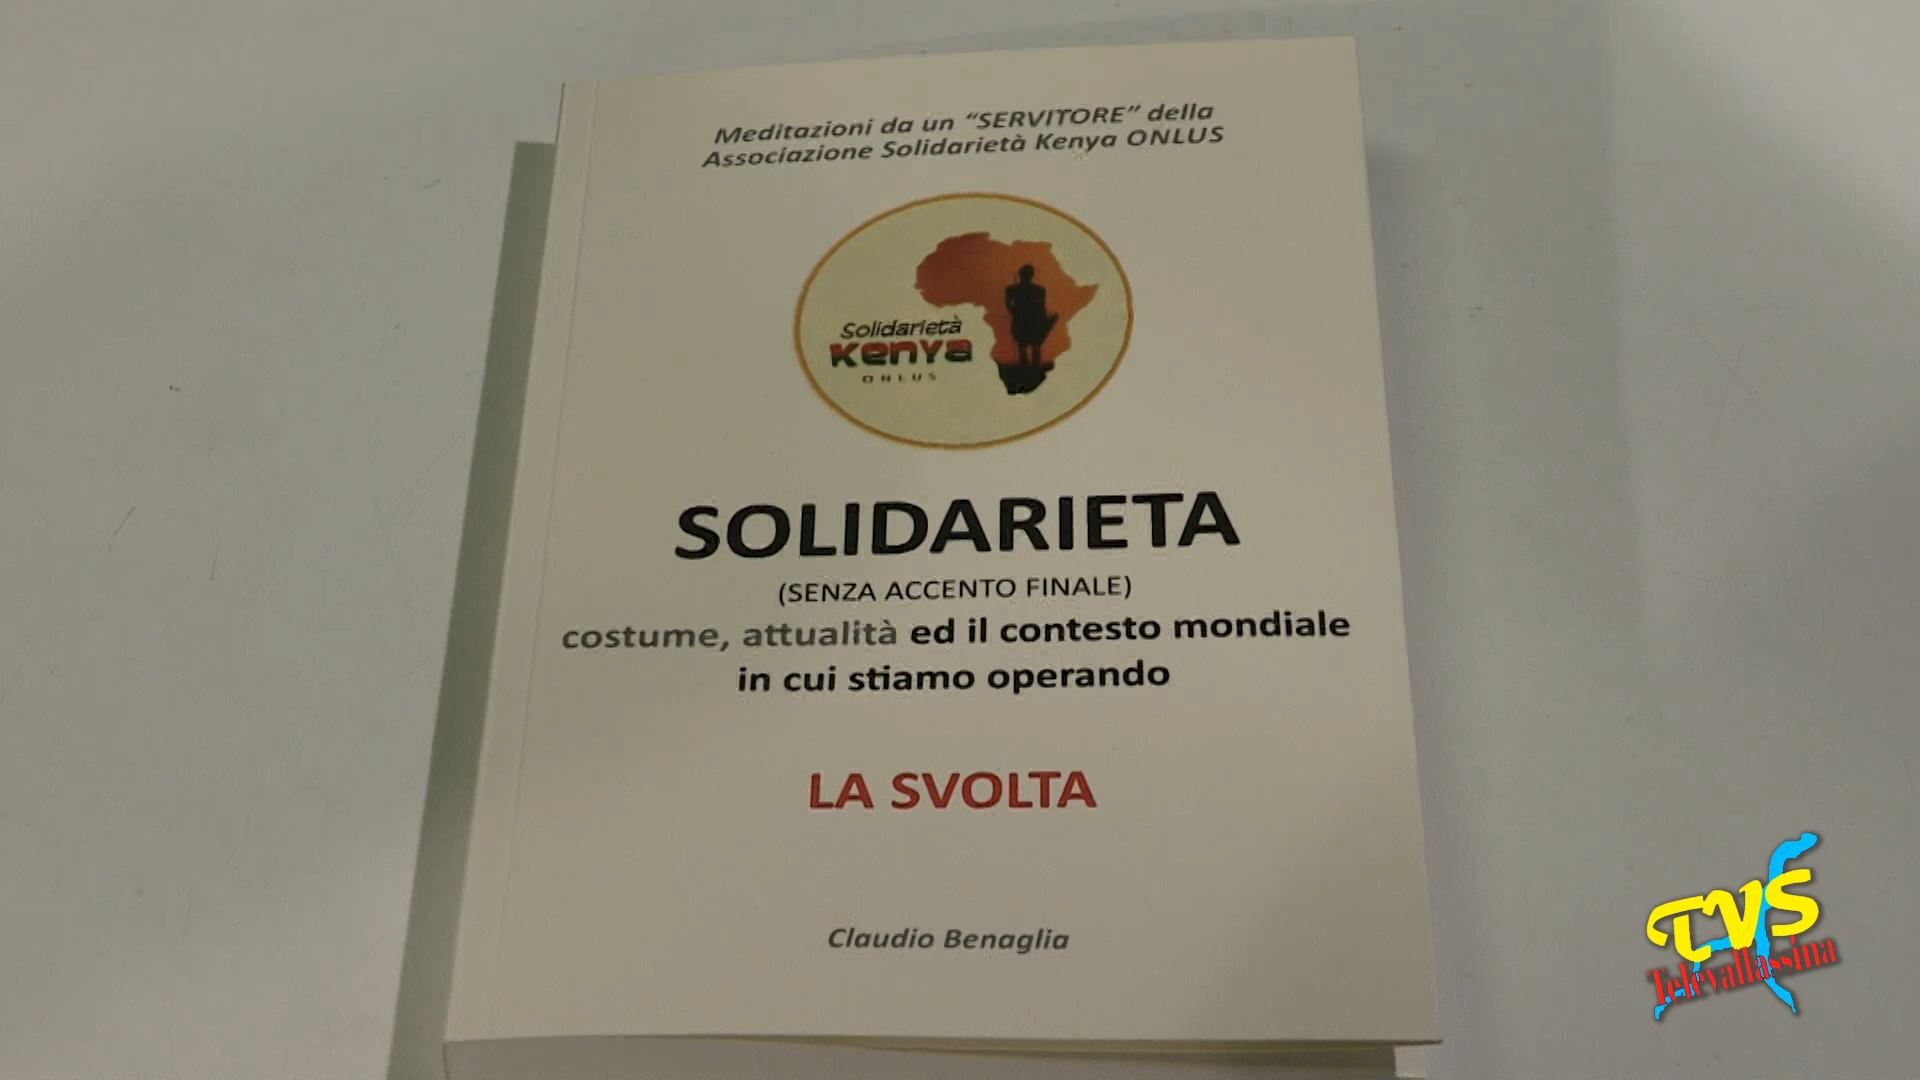 Meditazioni da un “SERVITORE” della
Associazione Solidarietà Kenya ONLUS
Solidarietà
Kenya
ONLUS
SOLIDARIETA
(SENZA ACCENTO FINALE)
costume, attualità ed il contesto mondiale
in cui stiamo operando
LA SVOLTA
Claudio Benaglia
TVS
Televallassina